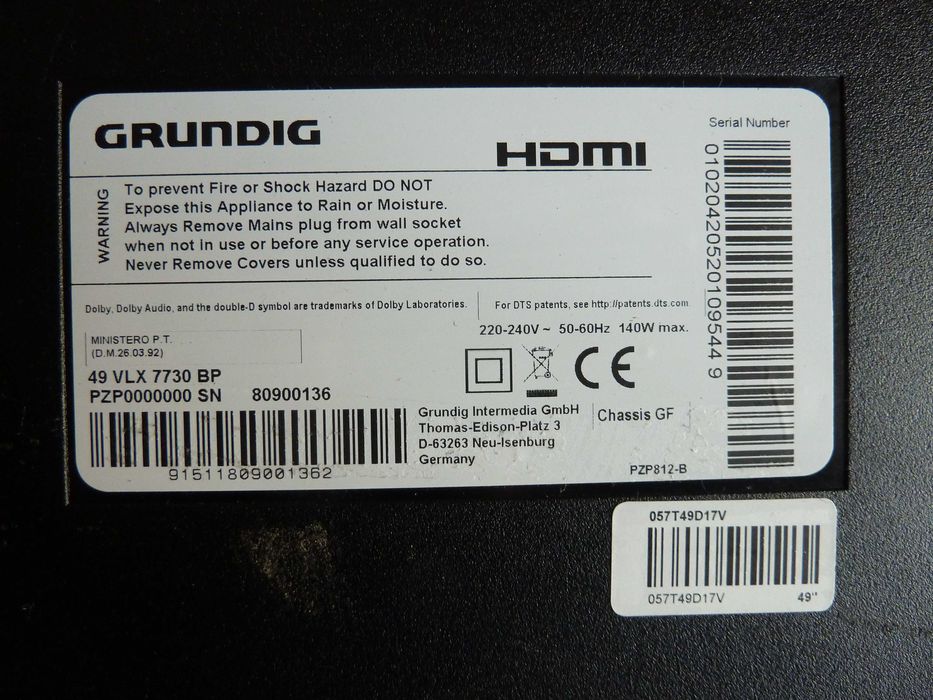 GRUNDIG
HDMI
WARNING
To prevent Fire or Shock Hazard DO NOT
Expose this Appliance to Rain or Moisture.
Always Remove Mains plug from wall socket
when not in use or before any service operation.
Never Remove Covers unless qualified to do so.
Dolby, Dolby Audio, and the double-D symbol are trademarks of Dolby Laboratories.
For DTS patents, see http://patents.dts.com
220-240V ~ 50-60Hz 140W max.
MINISTERO P.T.
(D.M.26.03.92)
49 VLX 7730 BP
PZP0000000 SN 80900136
91511809001362
CE
Grundig Intermedia GmbH
Thomas-Edison-Platz 3
D-63263 Neu-Isenburg
Germany
Chassis GF
PZP812-B
Serial Number
01020420520109544 9
057T49D17V
057T49D17V 49"